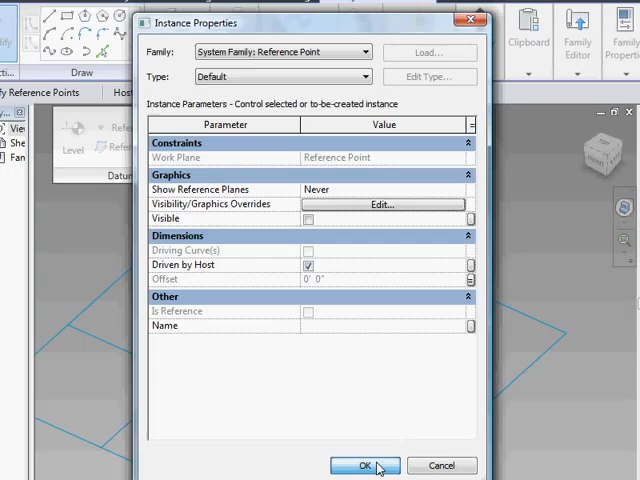 Instance Properties
Family: System Family: Reference Point Load...
Type: Default Edit Type...
Instance Parameters - Control selected or to-be-created instance
Parameter Value =
Constraints
Work Plane Reference Point
Graphics
Show Reference Planes Never
Visibility/Graphics Overrides Edit...
Visible
Dimensions
Driving Curve(s)
Driven by Host
Offset 0' 0"
Other
Is Reference
Name
OK Cancel
Draw
Clipboard
Family Editor
Family
Reference Points
Level
Datum